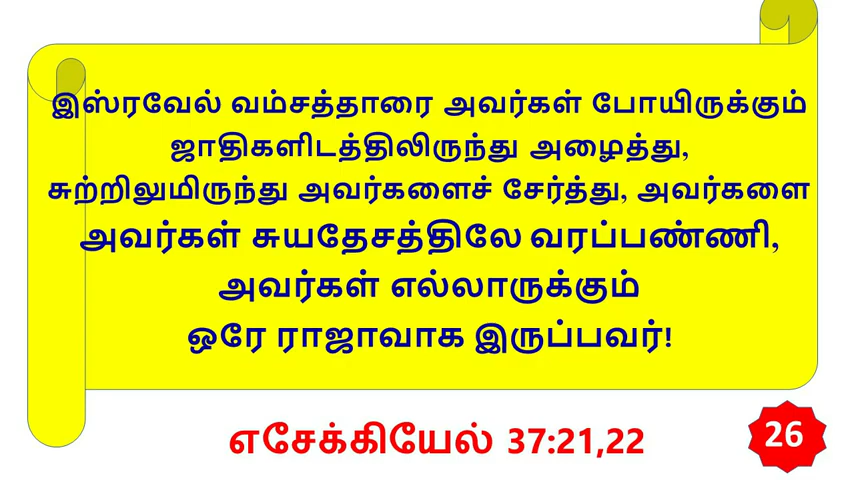 இஸ்ரவேல் வம்சத்தாரை அவர்கள் போயிருக்கும்
ஜாதிகளிடத்திலிருந்து அழைத்து,
சுற்றிலுமிருந்து அவர்களைச் சேர்த்து, அவர்களை
அவர்கள் சுயதேசத்திலே வரப்பண்ணி,
அவர்கள் எல்லாருக்கும்
ஒரே ராஜாவாக இருப்பவர்!
எசேக்கியேல் 37:21,22
26